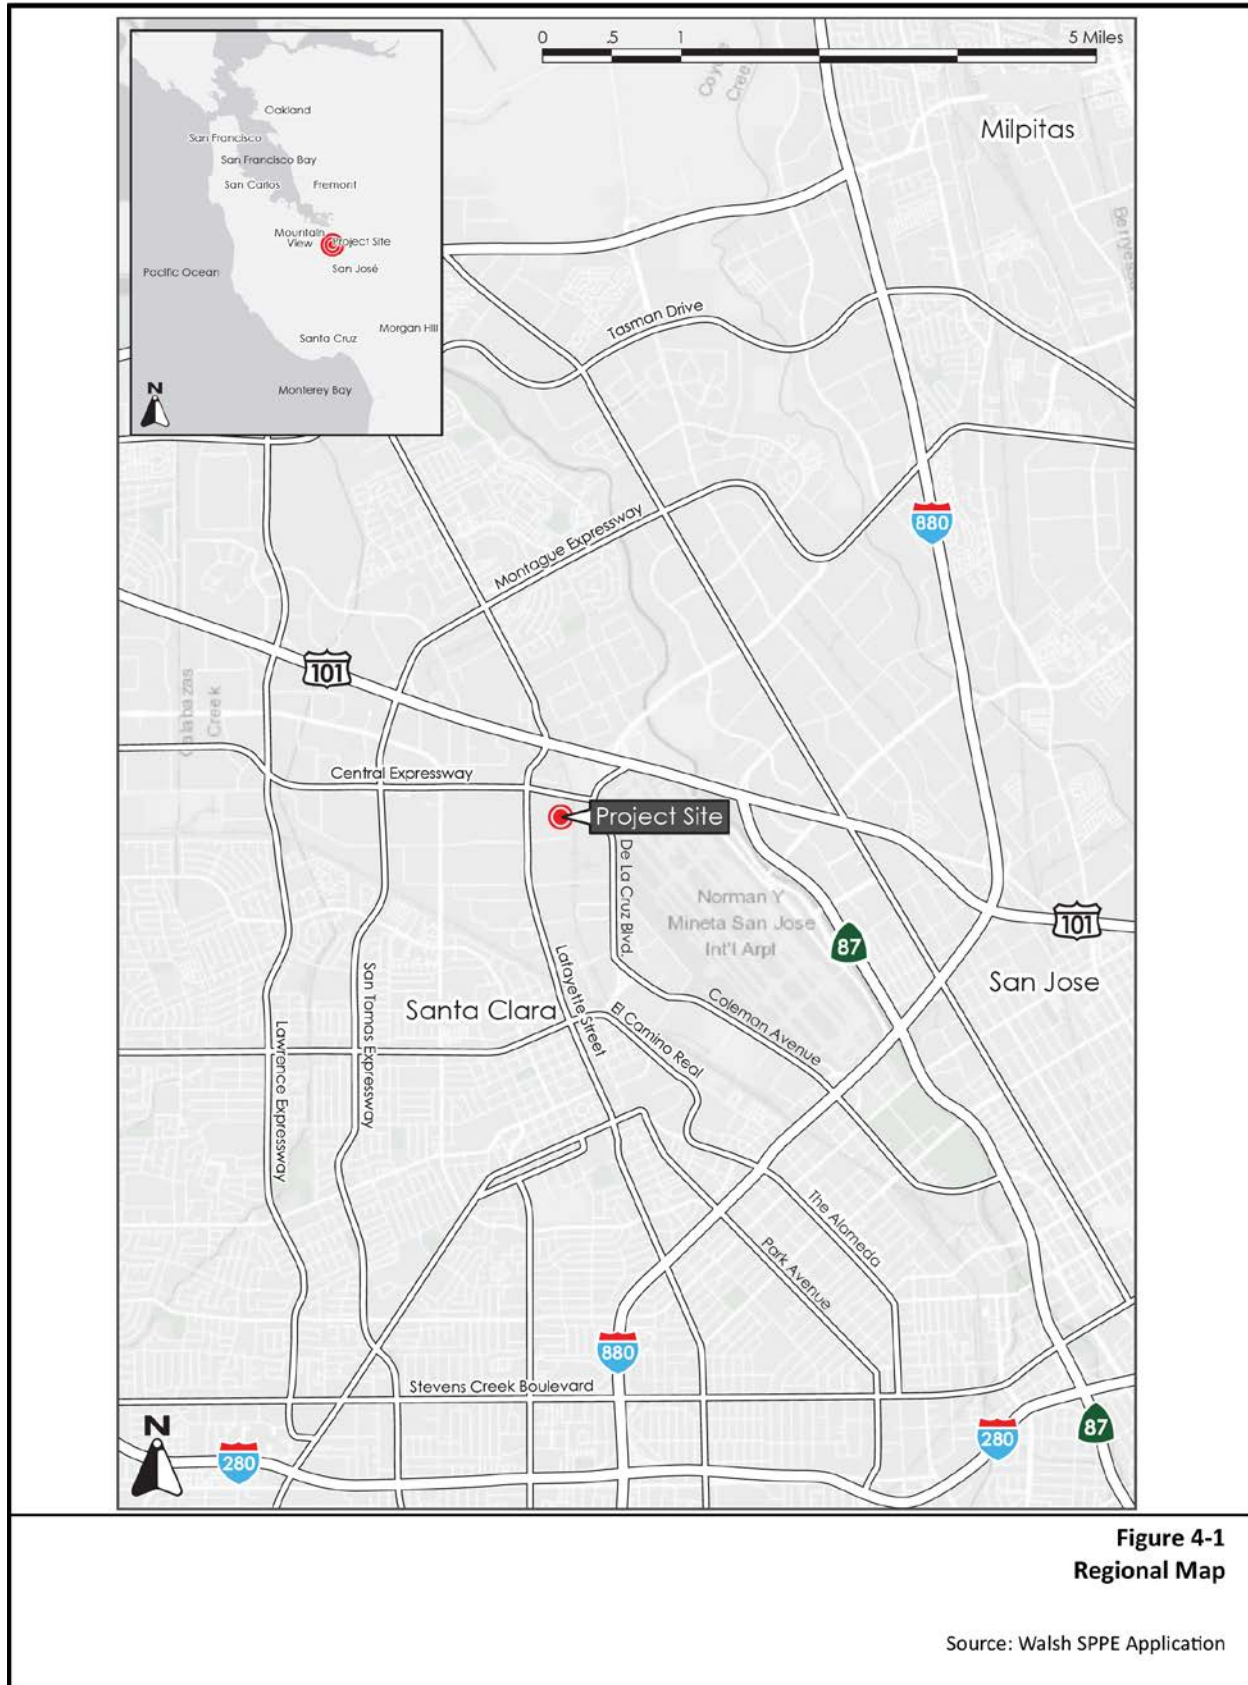 0 .5 1 5 Miles
Coyote
Creek
Milpitas
Berryessa
Oakland
San Francisco
San Francisco Bay
San Carlos
Fremont
Mountain
View
Project Site
San José
Pacific Ocean
Morgan Hill
Santa Cruz
Monterey Bay
N
Tasman Drive
880
Montague Expressway
101
Calabazas
Creek
Central Expressway
Project Site
De La Cruz Blvd.
Norman Y
Mineta San Jose
Int'l Arpt
101
87
San Jose
Santa Clara
Lafayette Street
Coleman Avenue
El Camino Real
San Tomas Expressway
Lawrence Expressway
The Alameda
Park Avenue
880
Stevens Creek Boulevard
N
280
280
87
Figure 4-1
Regional Map
Source: Walsh SPPE Application